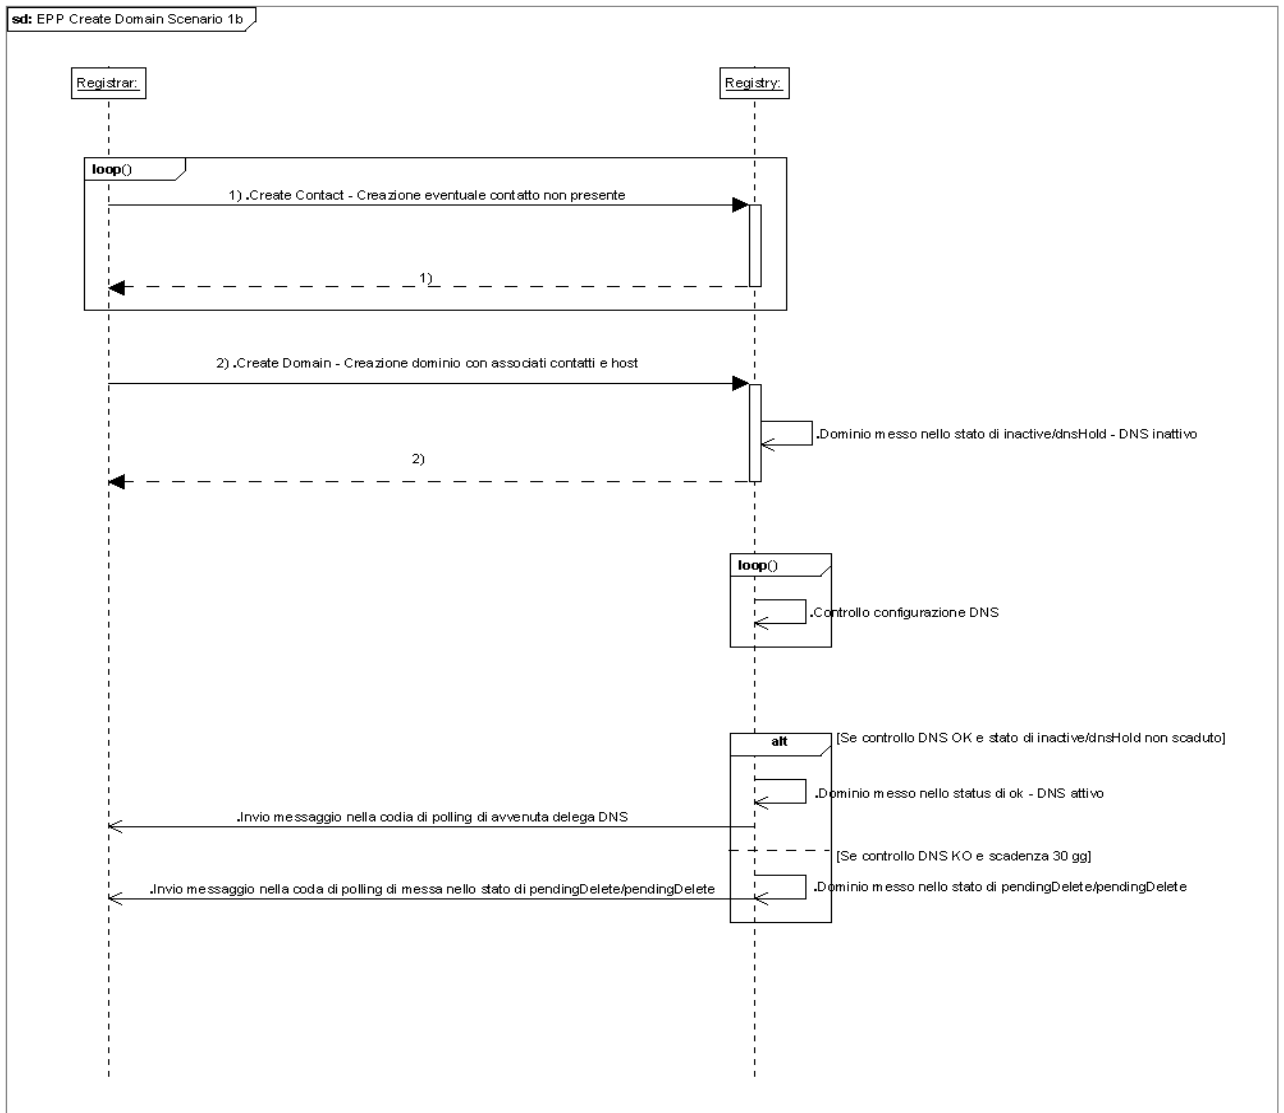 sd: EPP Create Domain Scenario 1b
Registrar:
Registry:
loop()
1) .Create Contact - Creazione eventuale contatto non presente
1)
2) .Create Domain - Creazione dominio con associati contatti e host
.Dominio messo nello stato di inactive/dnsHold - DNS inattivo
2)
loop()
.Controllo configurazione DNS
alt
[Se controllo DNS OK e stato di inactive/dnsHold non scaduto]
.Dominio messo nello status di ok - DNS attivo
.Invio messaggio nella codia di polling di avvenuta delega DNS
[Se controllo DNS KO e scadenza 30 gg]
.Invio messaggio nella coda di polling di messa nello stato di pendingDelete/pendingDelete
.Dominio messo nello stato di pendingDelete/pendingDelete